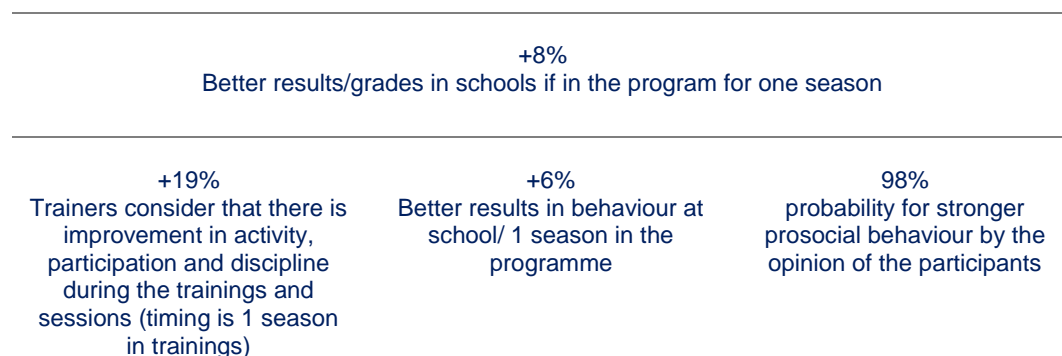 +8%
Better results/grades in schools if in the program for one season
+19%
Trainers consider that there is
improvement in activity,
participation and discipline
during the trainings and
sessions (timing is 1 season
in trainings)
+6%
Better results in behaviour at
school/ 1 season in the
programme
98%
probability for stronger
prosocial behaviour by the
opinion of the participants